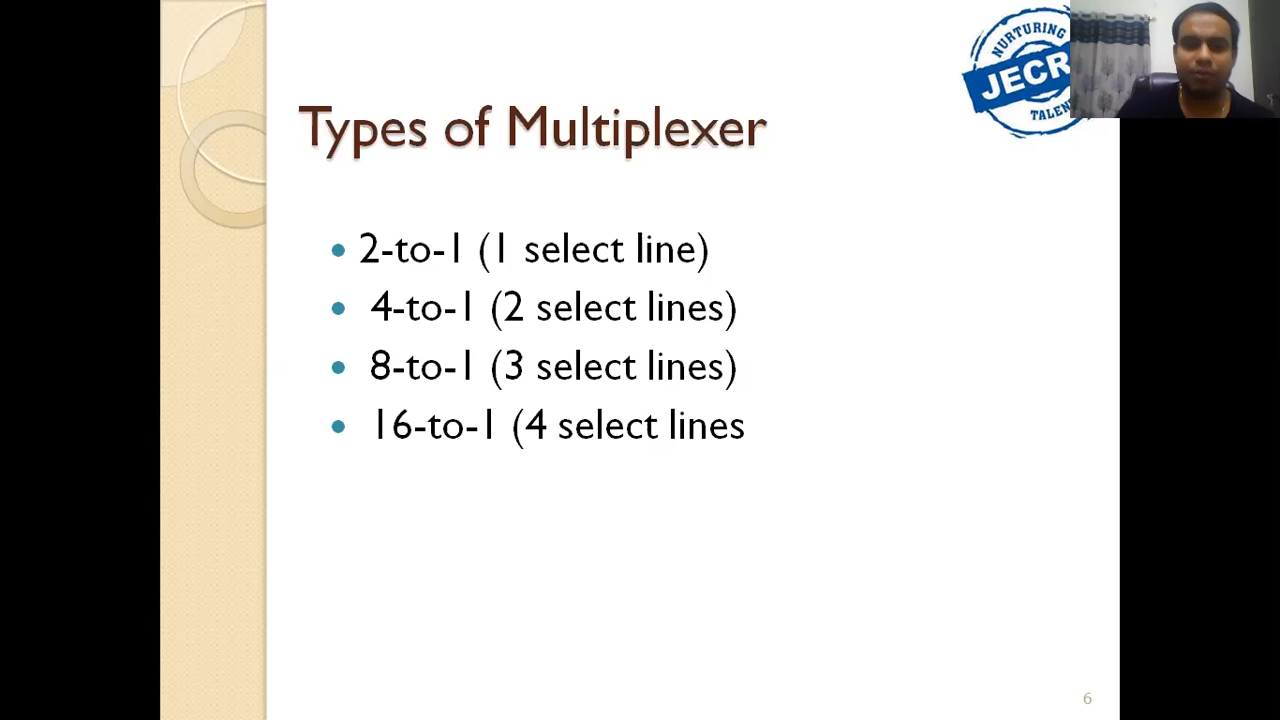 NURTURING
JECR
TALEN
Types of Multiplexer
2-to-1 (1 select line)
4-to-1 (2 select lines)
8-to-1 (3 select lines)
16-to-1 (4 select lines
6